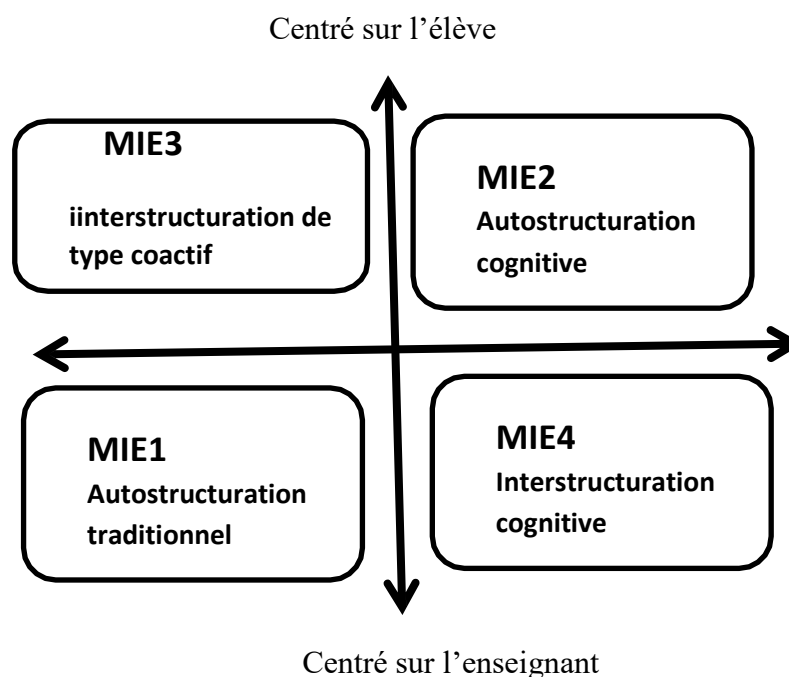 Centré sur l’élève
MIE3
iinterstructuration de
type coactif
MIE2
Autostructuration
cognitive
MIE1
Autostructuration
traditionnel
MIE4
Interstructuration
cognitive
Centré sur l’enseignant